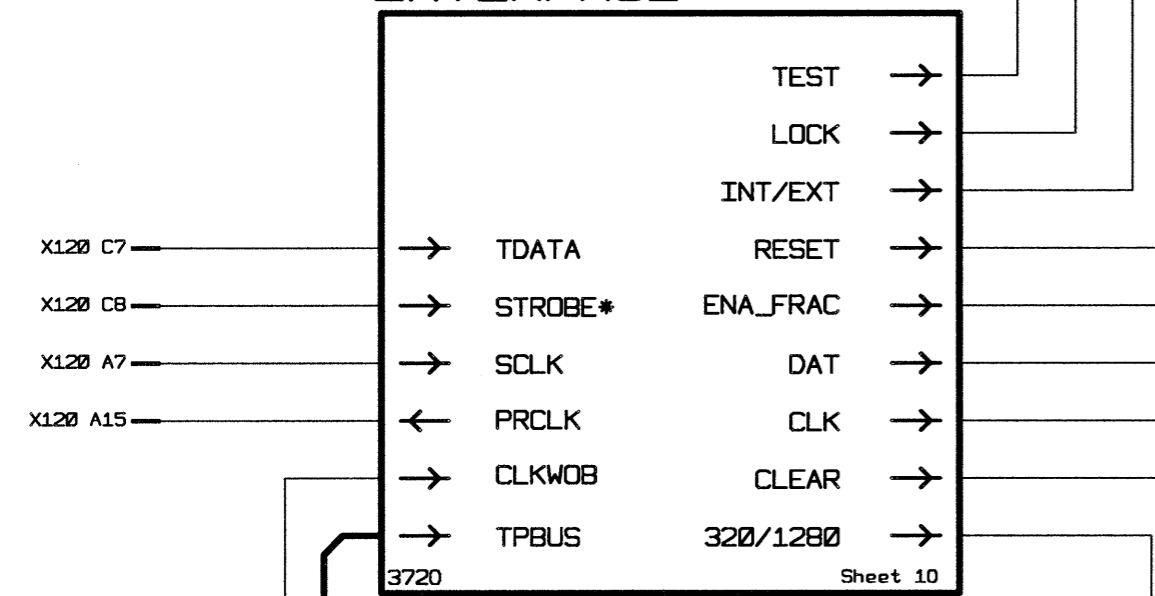 TEST
LOCK
INT/EXT
X120 C7 TDATA RESET
X120 C8 STROBE* ENA_FRAC
X120 A7 SCLK DAT
X120 A15 PRCLK CLK
CLKWOB CLEAR
TPBUS 320/1280
3720 Sheet 10